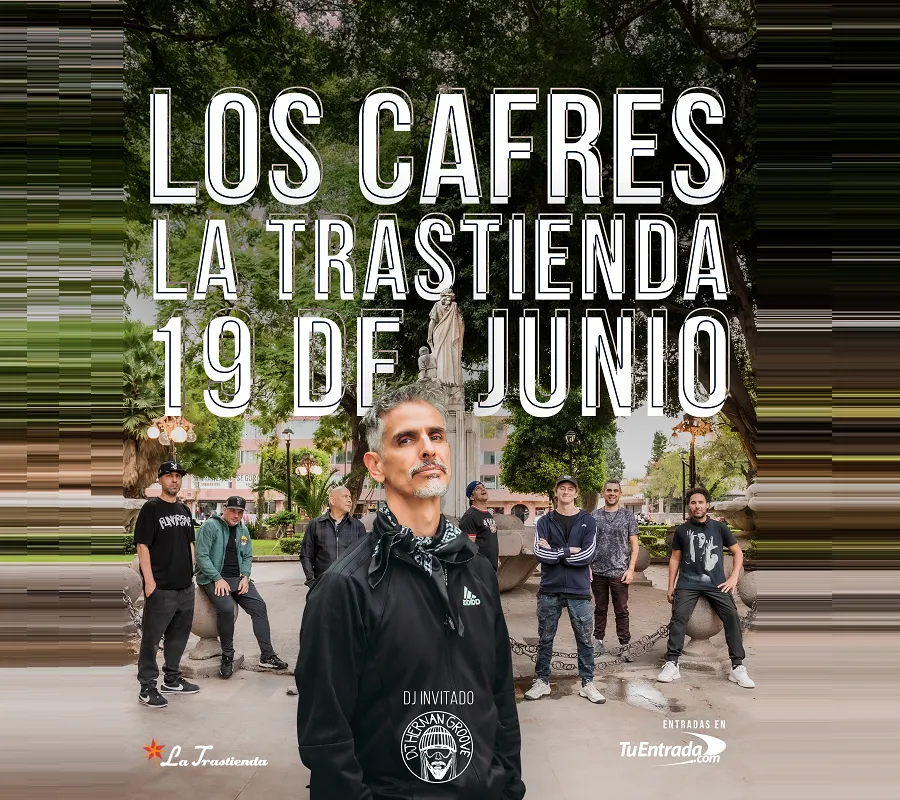 LOS CAFRES
LA TRASTIENDA
19 DE JUNIO
DJ INVITADO
DJ HERNAN GROOVE
La Trastienda
ENTRADAS EN
TuEntrada
.com